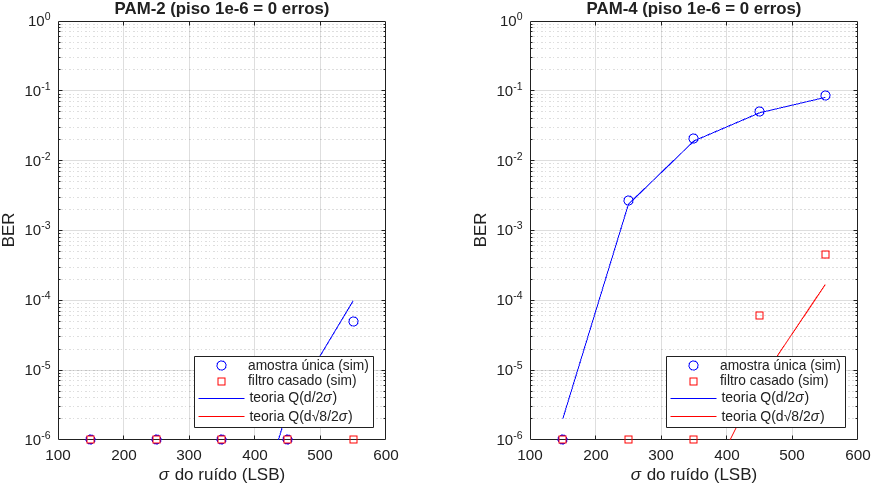 PAM-2 (piso 1e-6 = 0 erros)
10^0
10^-1
10^-2
10^-3
10^-4
10^-5
10^-6
BER
100 200 300 400 500 600
σ do ruído (LSB)
amostra única (sim)
filtro casado (sim)
teoria Q(d/2σ)
teoria Q(d√8/2σ)
PAM-4 (piso 1e-6 = 0 erros)
10^0
10^-1
10^-2
10^-3
10^-4
10^-5
10^-6
BER
100 200 300 400 500 600
σ do ruído (LSB)
amostra única (sim)
filtro casado (sim)
teoria Q(d/2σ)
teoria Q(d√8/2σ)